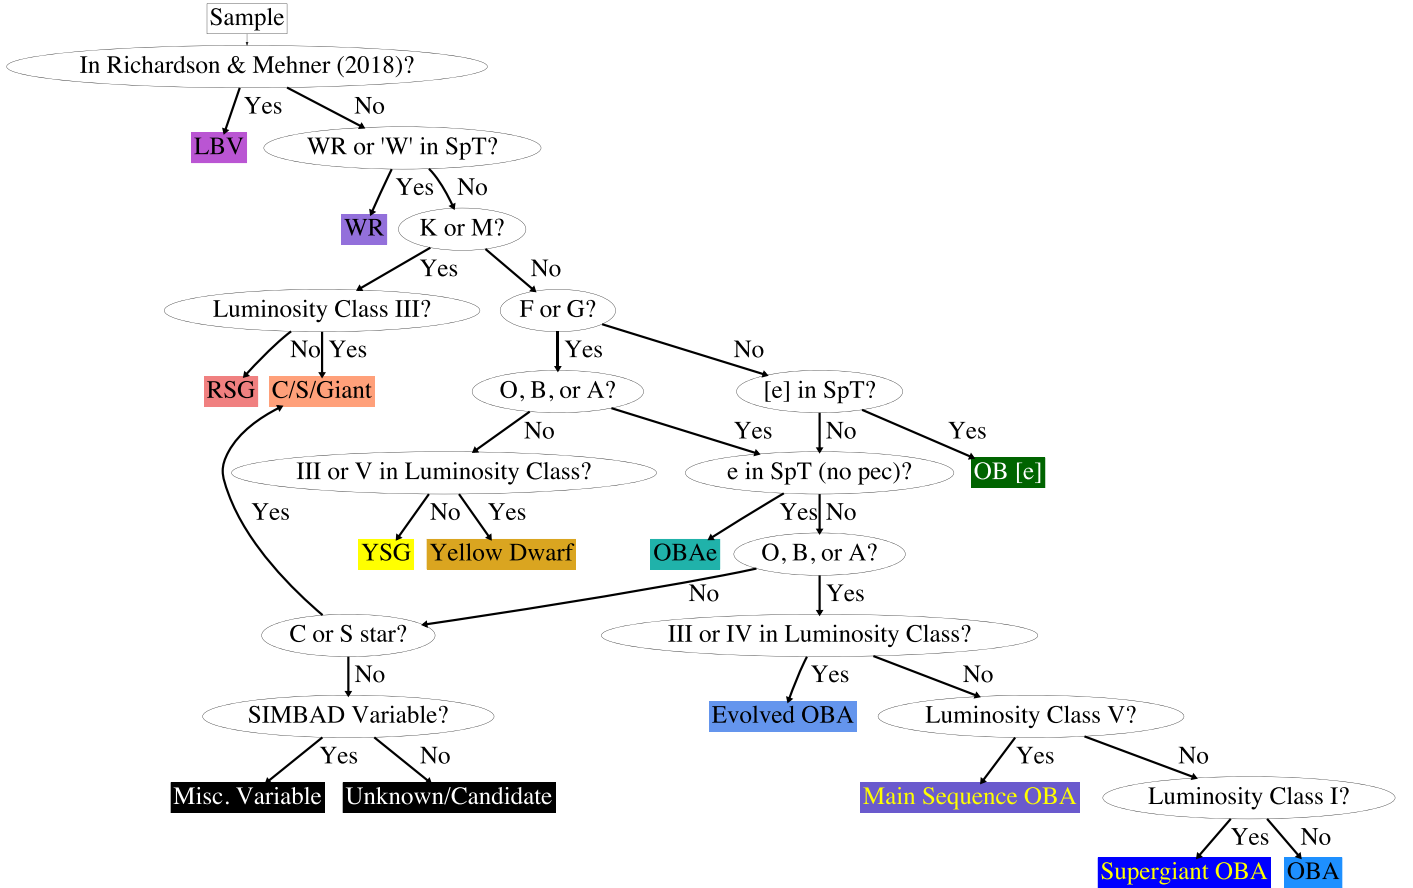 Sample
In Richardson & Mehner (2018)?
Yes
No
LBV
WR or 'W' in SpT?
Yes
No
WR
K or M?
Yes
No
Luminosity Class III?
F or G?
No
Yes
Yes
No
RSG
C/S/Giant
O, B, or A?
[e] in SpT?
No
Yes
No
Yes
III or V in Luminosity Class?
e in SpT (no pec)?
OB [e]
Yes
No
Yes
Yes
No
YSG
Yellow Dwarf
OBAe
O, B, or A?
No
Yes
C or S star?
III or IV in Luminosity Class?
No
Yes
No
SIMBAD Variable?
Evolved OBA
Luminosity Class V?
Yes
No
Yes
No
Misc. Variable
Unknown/Candidate
Main Sequence OBA
Luminosity Class I?
Yes
No
Supergiant OBA
OBA